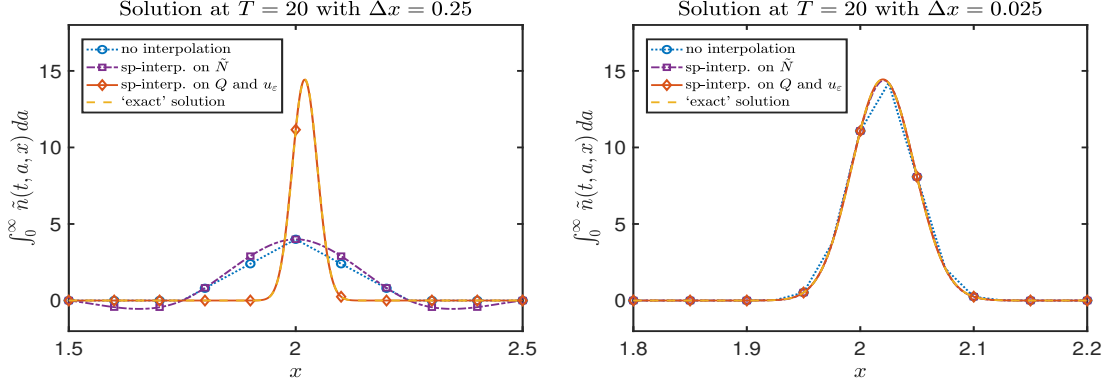 Solution at T = 20 with Δx = 0.25
∫₀^∞ ñ(t, a, x) da
15
10
5
0
no interpolation
sp-interp. on Ñ
sp-interp. on Q and u_ε
‘exact’ solution
1.5
2
2.5
x
Solution at T = 20 with Δx = 0.025
∫₀^∞ ñ(t, a, x) da
15
10
5
0
no interpolation
sp-interp. on Ñ
sp-interp. on Q and u_ε
‘exact’ solution
1.8
1.9
2
2.1
2.2
x